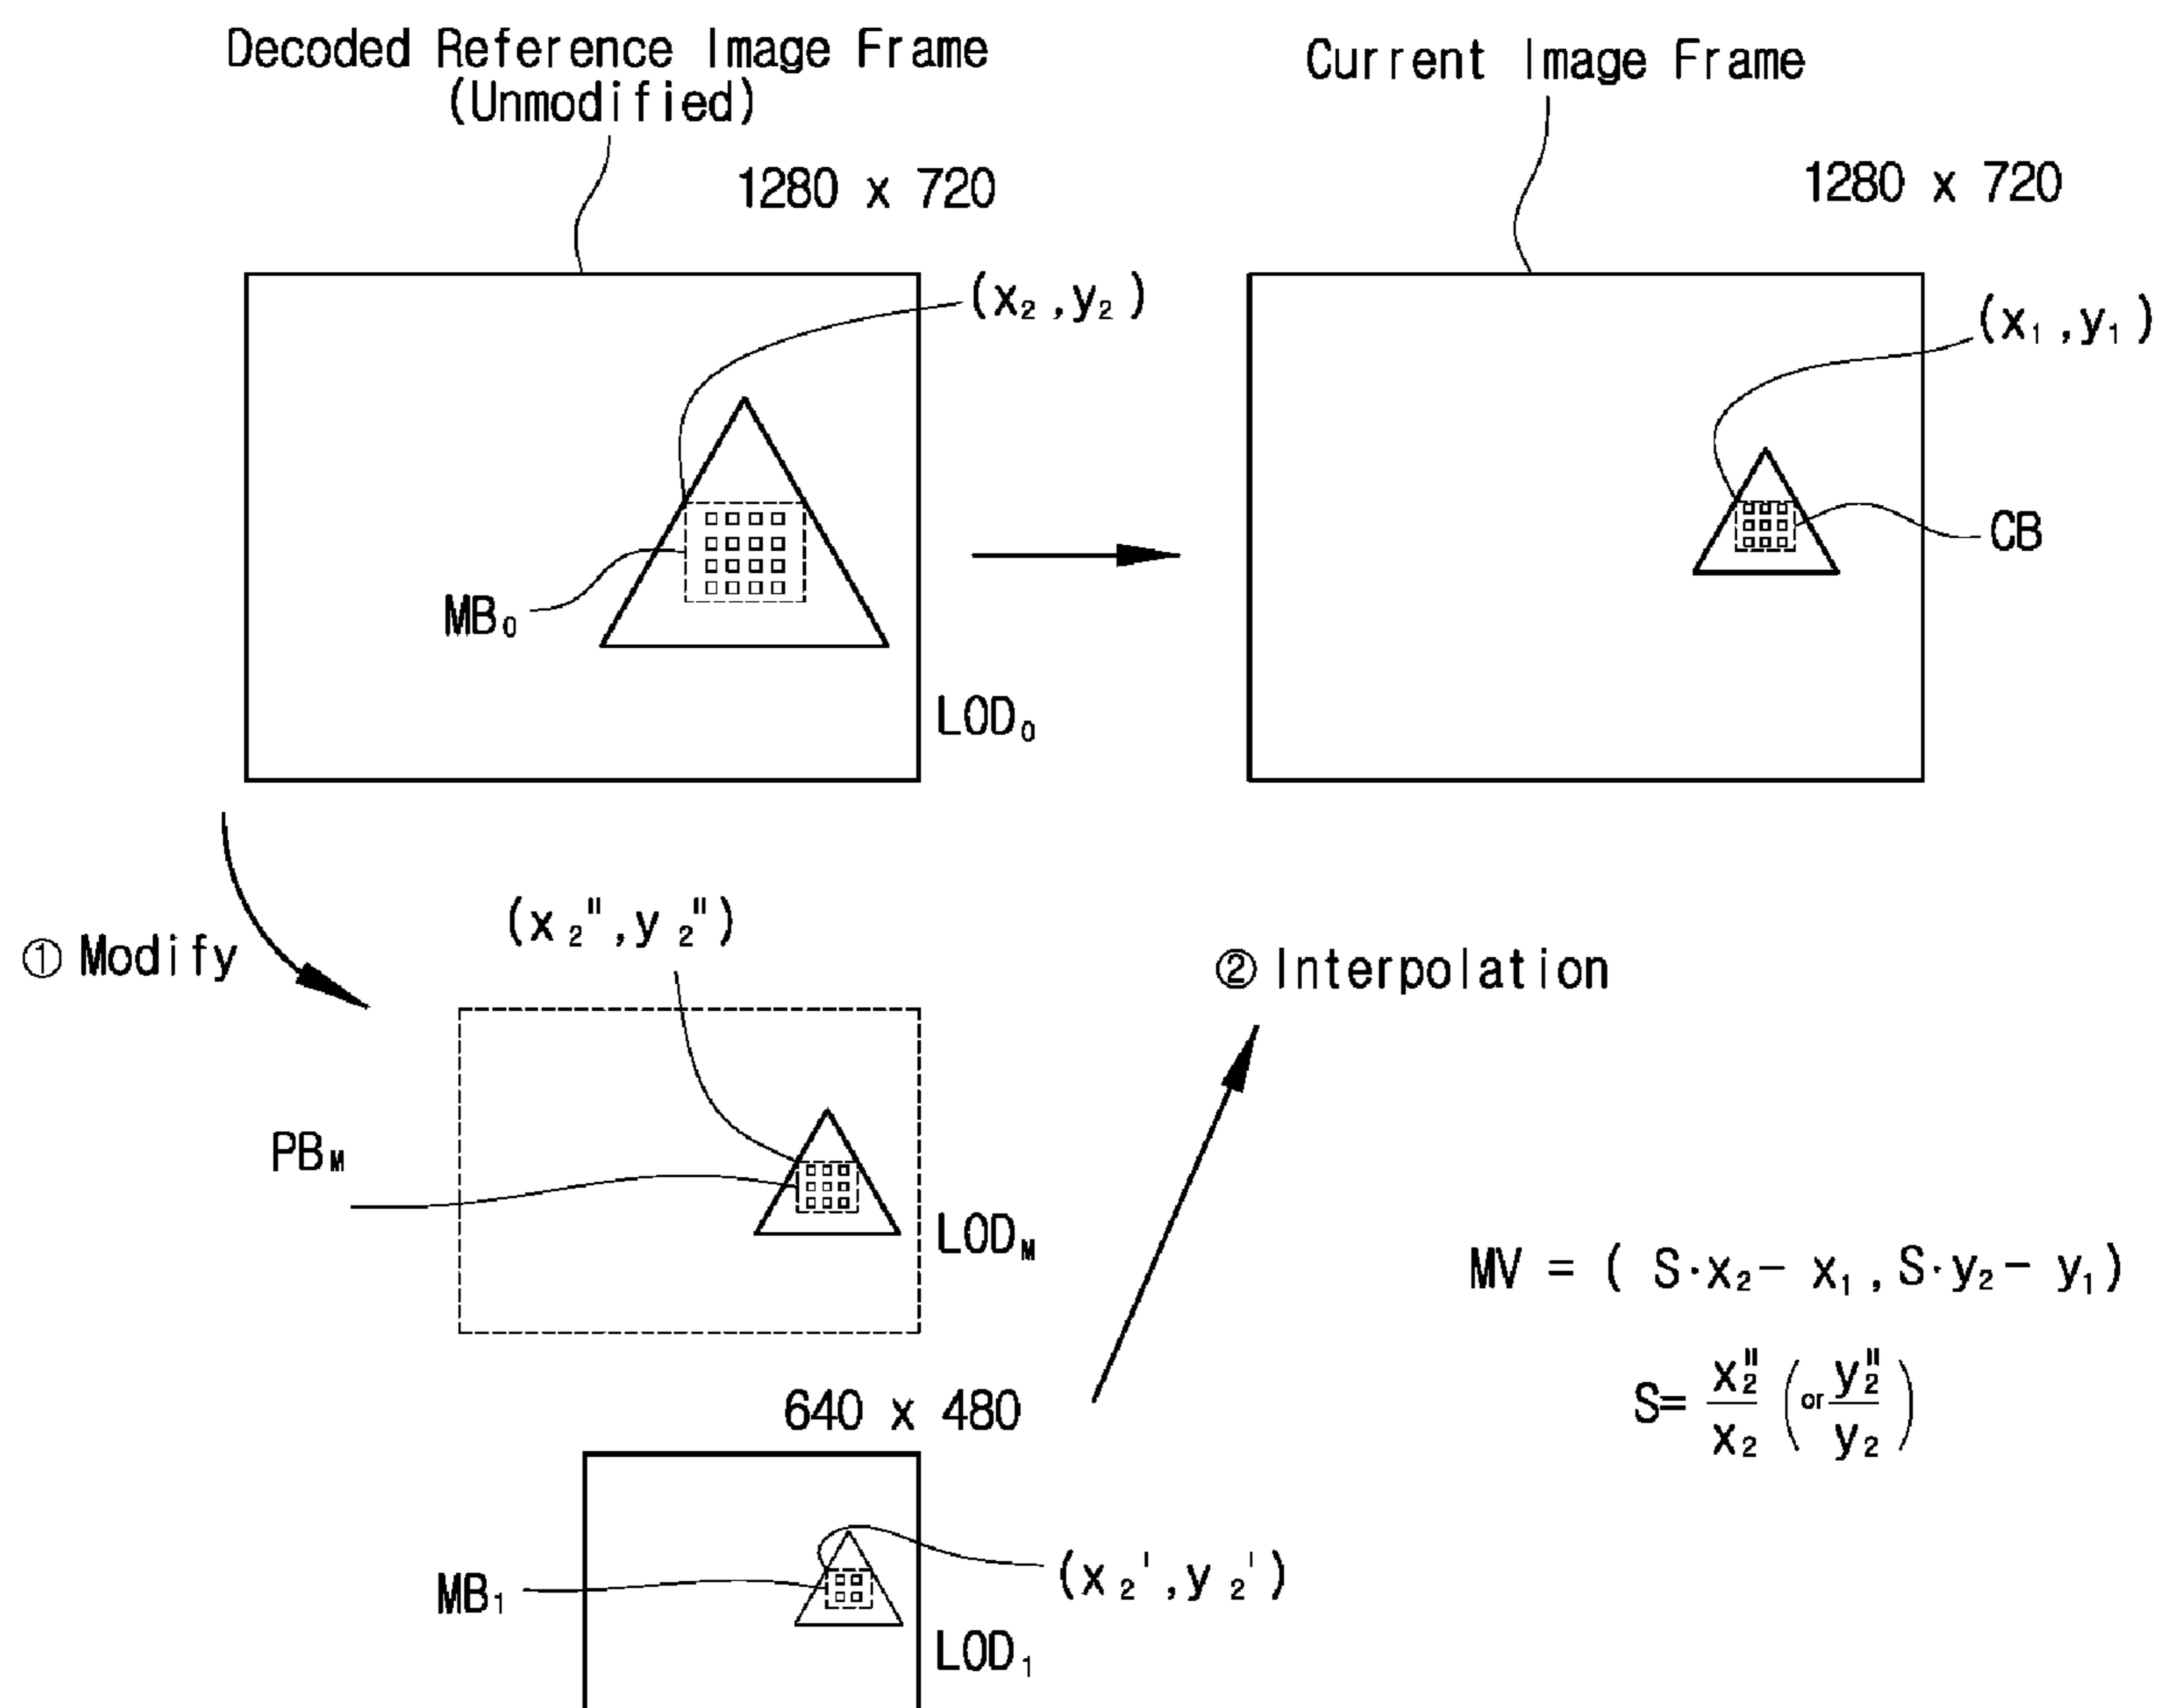 Decoded Reference Image Frame
(Unmodified)
1280 x 720
Current Image Frame
1280 x 720
(x₂,y₂)
(x₁,y₁)
MB₀
CB
LOD₀
① Modify
(x₂",y₂")
② Interpolation
PB_M
LOD_M
MV = ( S·x₂− x₁,S·y₂− y₁)
S= x₂"/x₂ (or y₂"/y₂)
640 x 480
MB₁
(x₂',y₂')
LOD₁